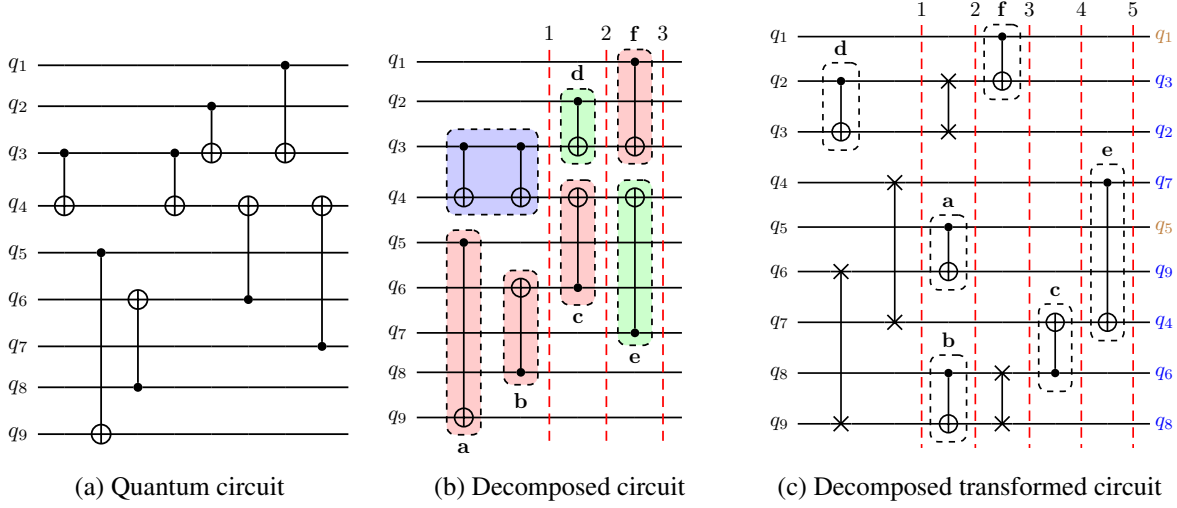 q1
q2
q3
q4
q5
q6
q7
q8
q9
(a) Quantum circuit
1 2 f 3
q1
d
q2
q3
q4
q5
q6
c
q7
e
q8
b
q9
a
(b) Decomposed circuit
1 2 f 3 4 5
q1 q1
d
q2 q3
q3 q2
e
q4 q7
a
q5 q5
q6 q9
c
q7 q4
b
q8 q6
q9 q8
(c) Decomposed transformed circuit